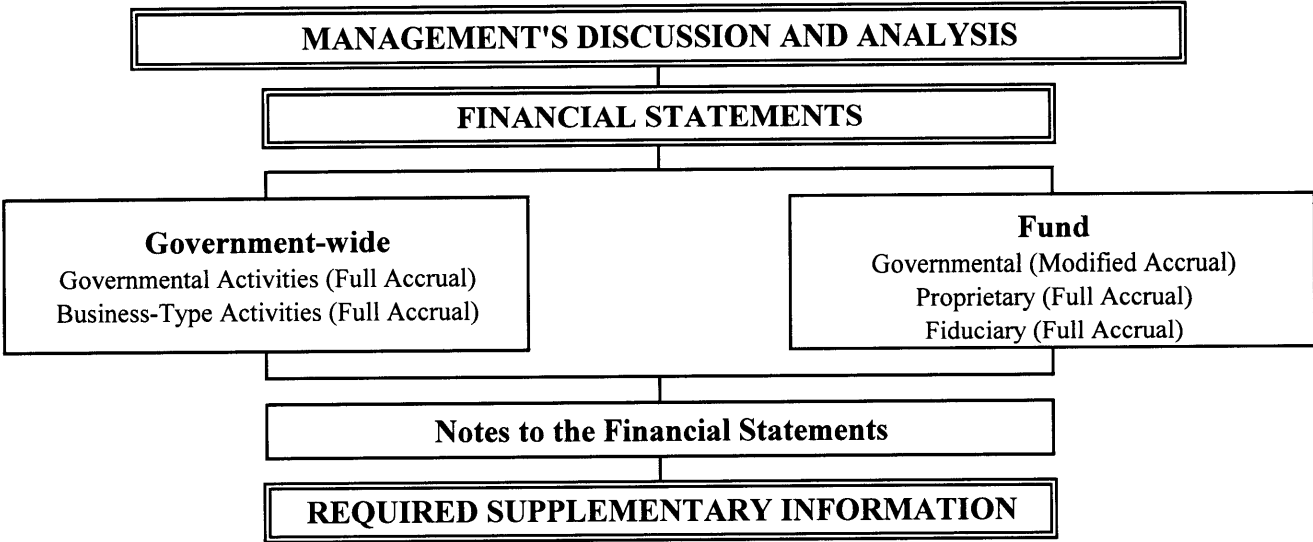 MANAGEMENT'S DISCUSSION AND ANALYSIS
FINANCIAL STATEMENTS
Government-wide
Governmental Activities (Full Accrual)
Business-Type Activities (Full Accrual)
Fund
Governmental (Modified Accrual)
Proprietary (Full Accrual)
Fiduciary (Full Accrual)
Notes to the Financial Statements
REQUIRED SUPPLEMENTARY INFORMATION